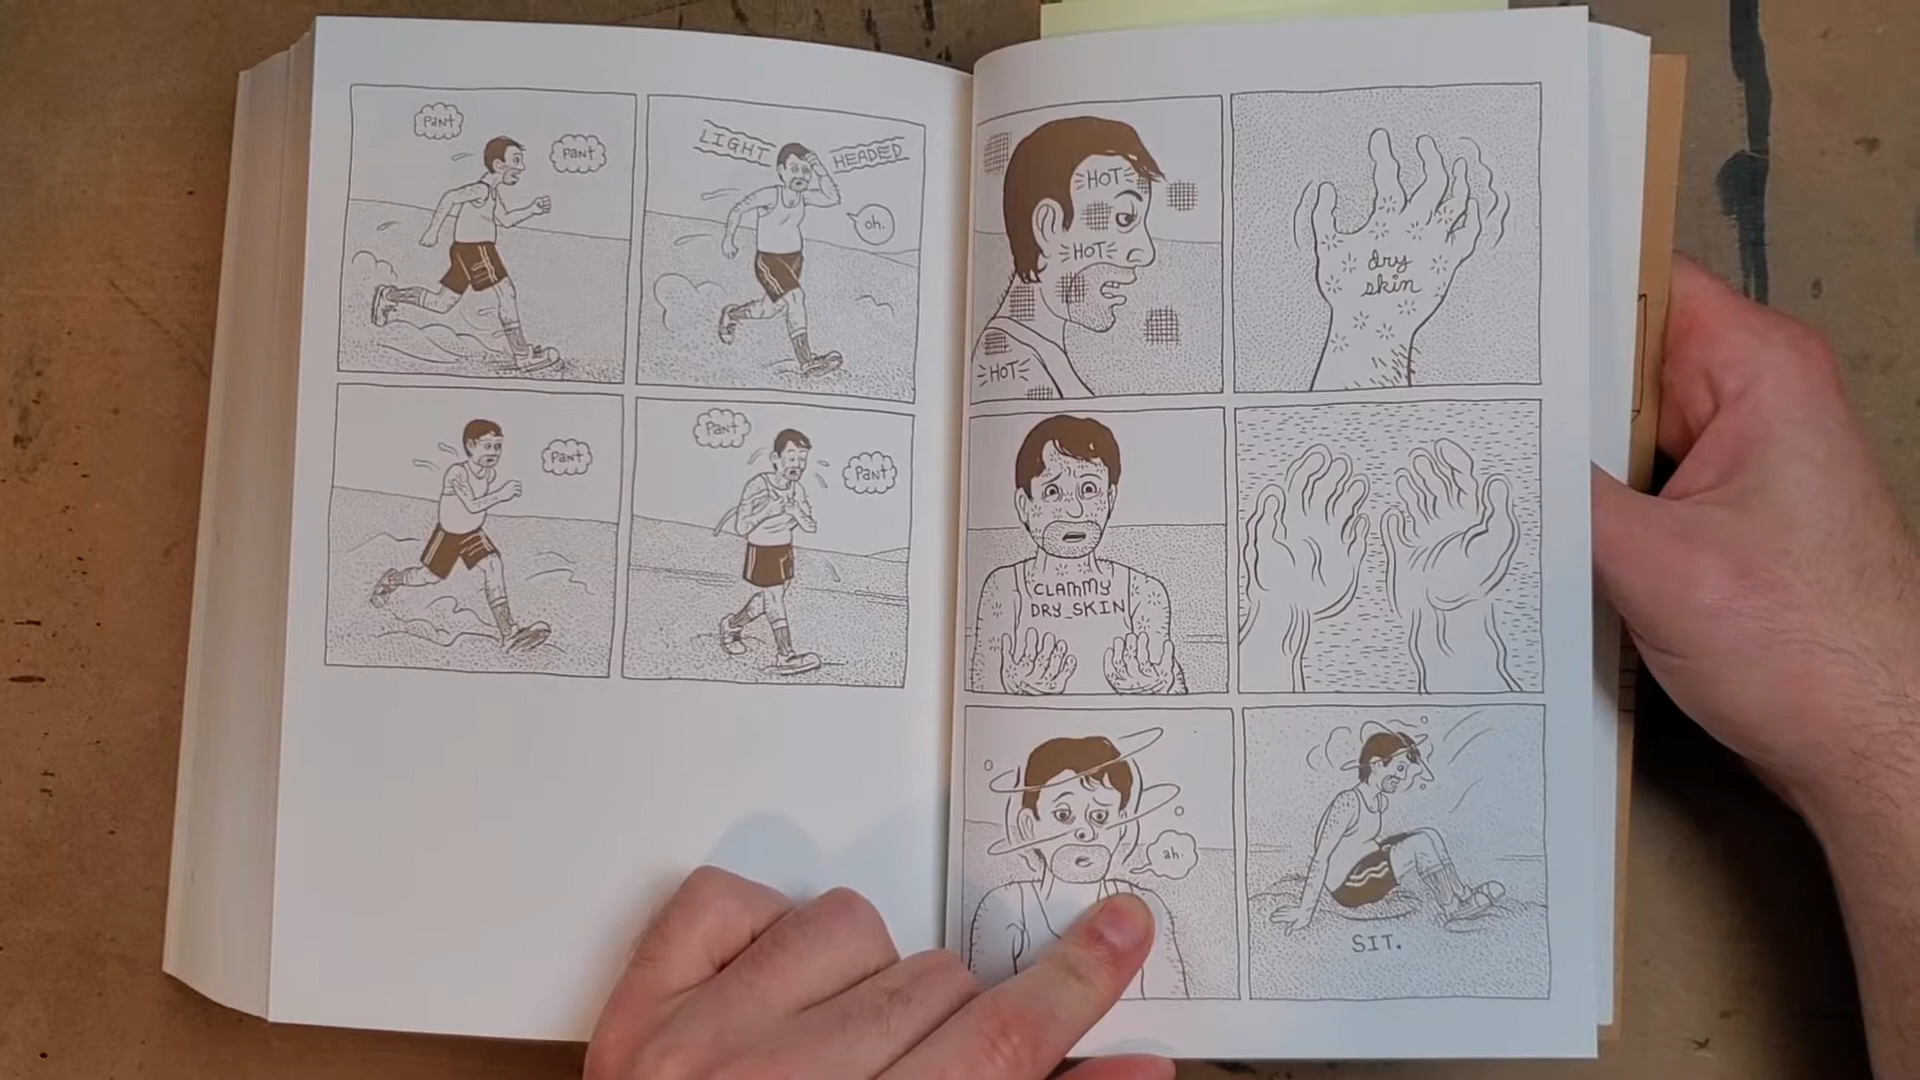 Pant
Pant
LIGHT HEADED
oh.
Pant
Pant
Pant
HOT
HOT
HOT
dry
skin
CLAMMY
DRY SKIN
ah.
SIT.